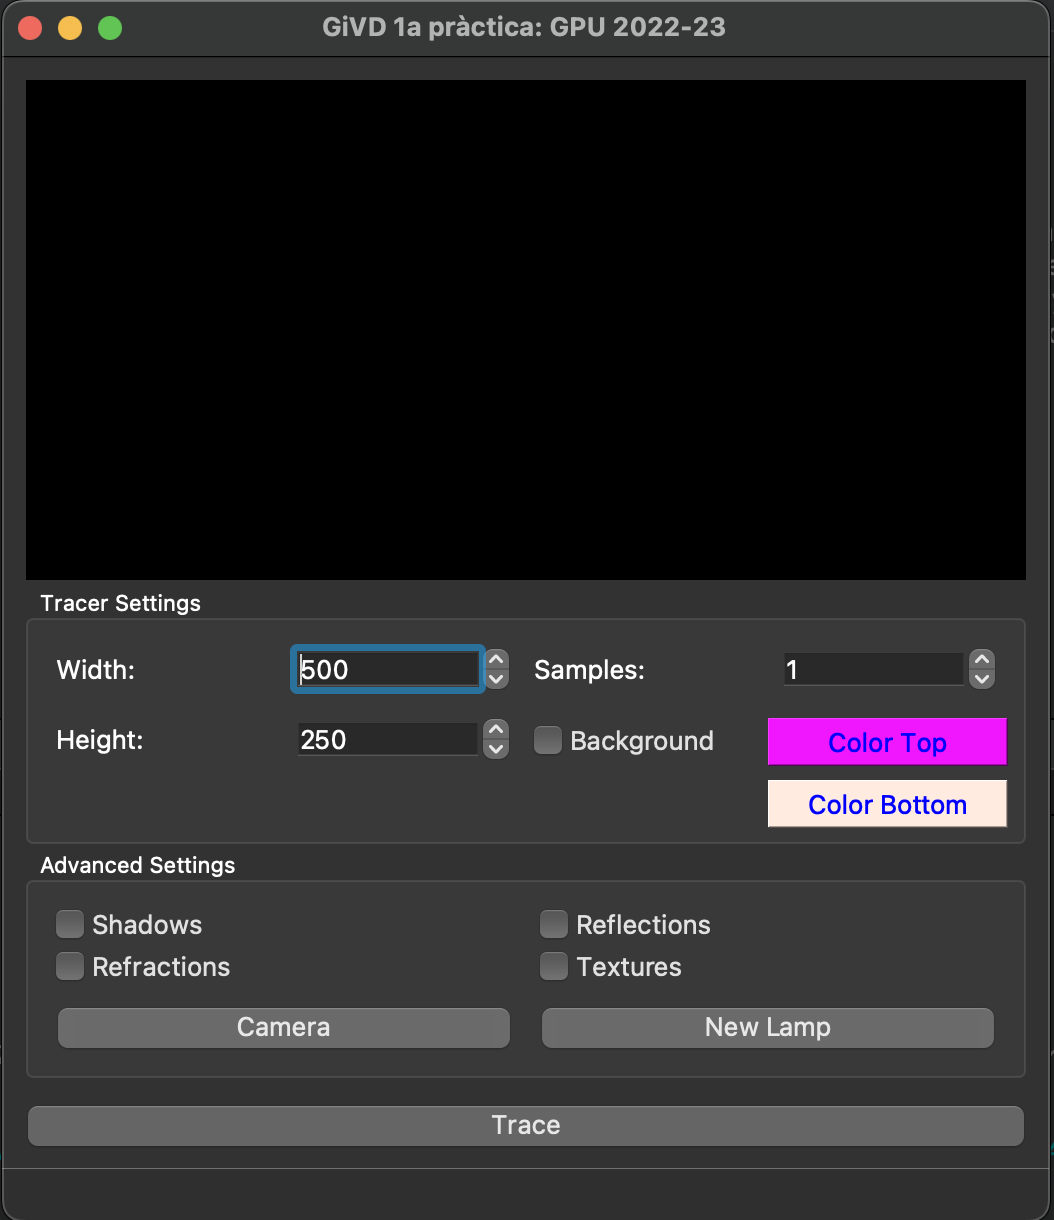 GiVD 1a pràctica: GPU 2022-23
Tracer Settings
Width: 500 Samples: 1
Height: 250 Background Color Top
Color Bottom
Advanced Settings
Shadows Reflections
Refractions Textures
Camera New Lamp
Trace